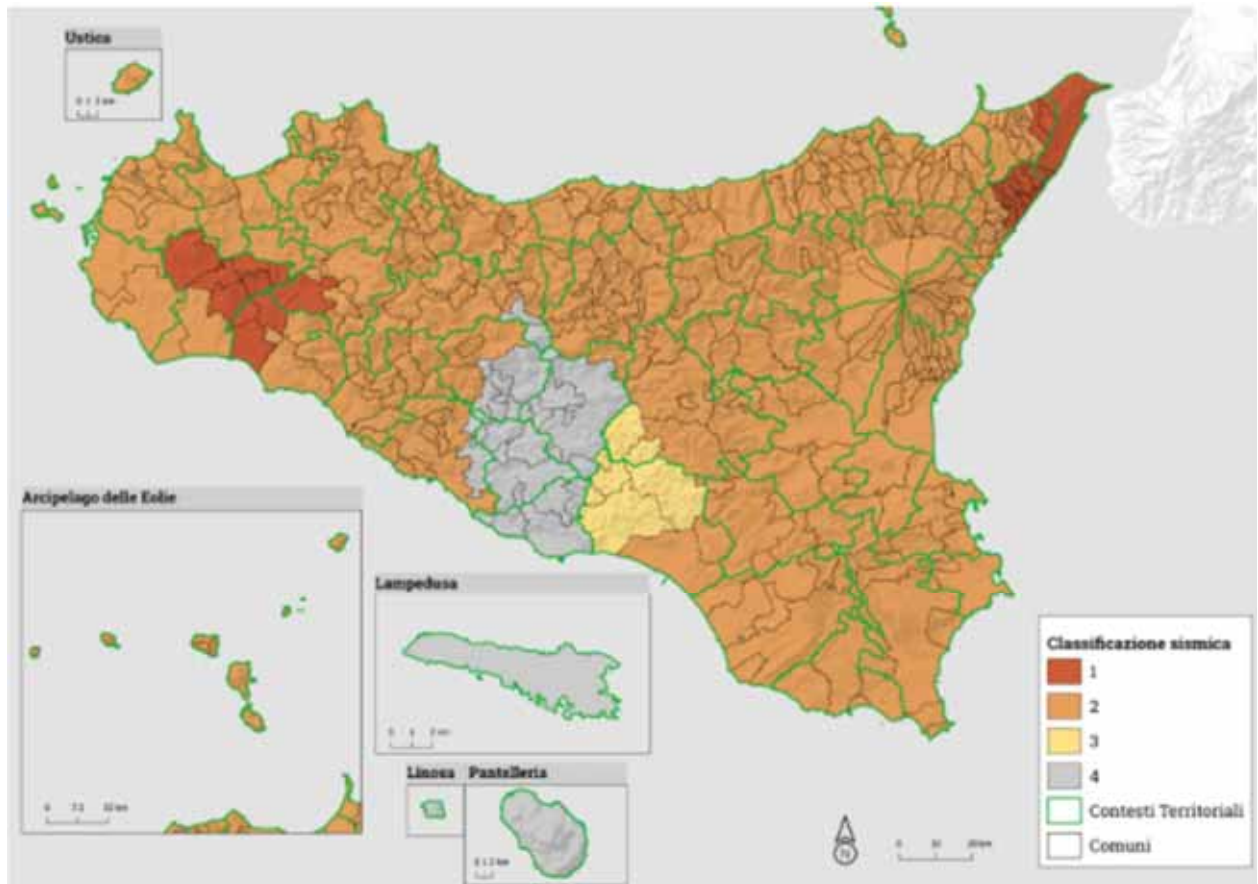 Ustica
Arcipelago delle Eolie
Lampedusa
Linosa
Pantelleria
Classificazione sismica
1
2
3
4
Contesti Territoriali
Comuni
N